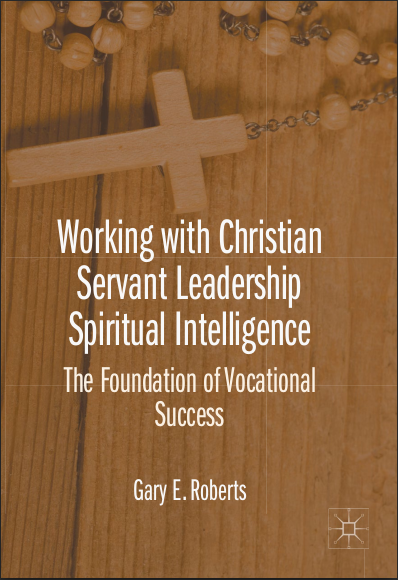 Working with Christian
Servant Leadership
Spiritual Intelligence
The Foundation of Vocational
Success
Gary E. Roberts